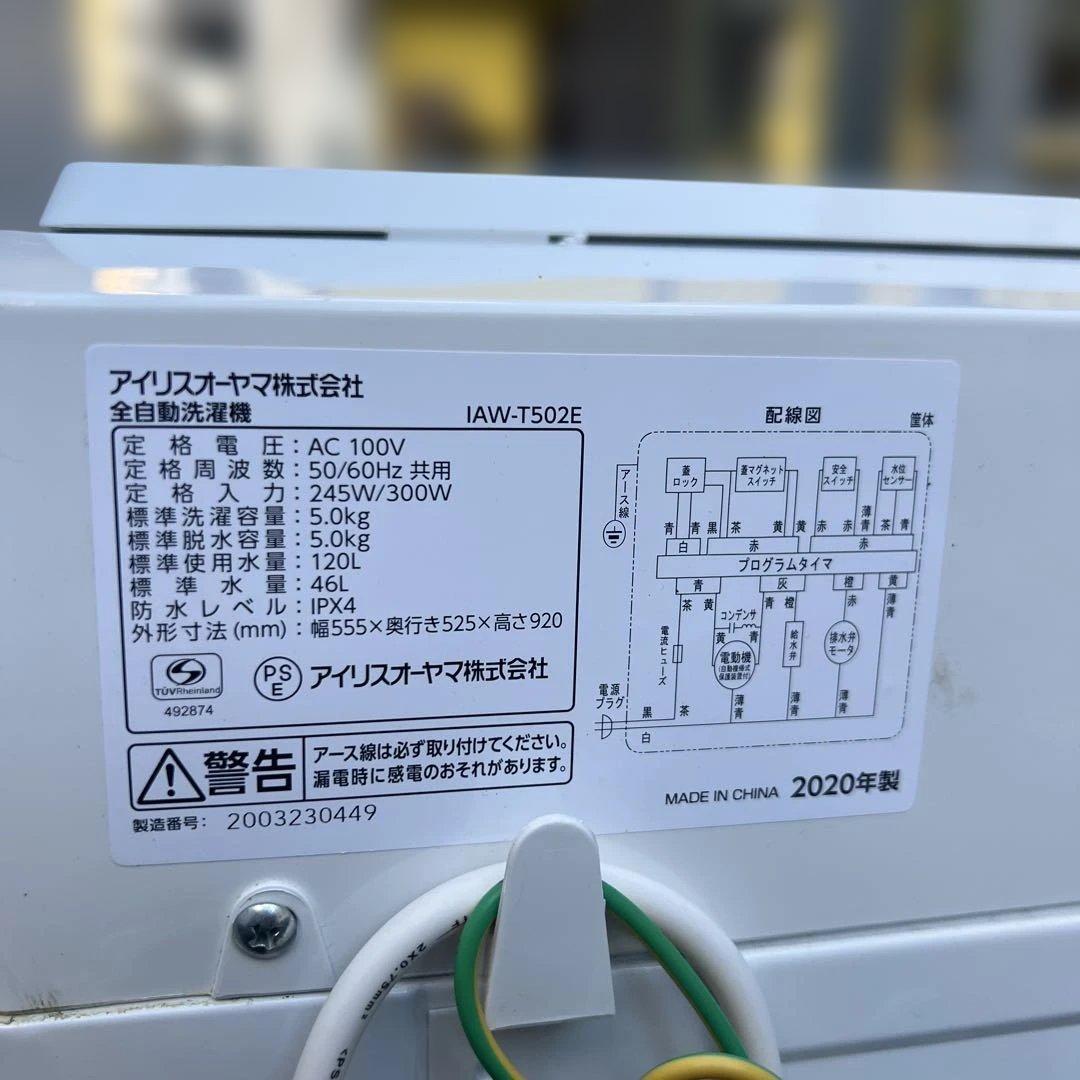 アイリスオーヤマ株式会社
全自動洗濯機 IAW-T502E
定格電圧：AC 100V
定格周波数：50/60Hz 共用
定格入力：245W/300W
標準洗濯容量：5.0kg
標準脱水容量：5.0kg
標準使用水量：120L
標準水量：46L
防水レベル：IPX4
外形寸法(mm)：幅555×奥行き525×高さ920
TÜVRheinland
492874
PS
E
アイリスオーヤマ株式会社
警告
アース線は必ず取り付けてください。
漏電時に感電のおそれがあります。
製造番号： 2003230449
配線図
筐体
アース線
蓋
ロック
蓋マグネット
スイッチ
安全
スイッチ
水位
センサー
青 青 黒 茶 黄 黄 赤 赤 薄青 茶 青
白 赤 赤
プログラムタイマ
青 灰 橙 黄
茶 黄 青 橙 赤 薄青
コンデンサ
黄 青
電流ヒューズ
電動機
(自動復帰式
保護装置付)
給水弁
排水弁
モータ
電源
プラグ
黒 茶 薄青 薄青 薄青
白
MADE IN CHINA 2020年製
2X0.75mm²
<PS